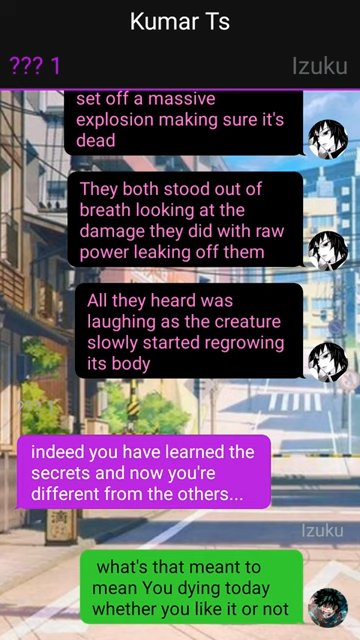 Kumar Ts
??? 1
Izuku
set off a massive
explosion making sure it's
dead
They both stood out of
breath looking at the
damage they did with raw
power leaking off them
All they heard was
laughing as the creature
slowly started regrowing
its body
indeed you have learned the
secrets and now you're
different from the others...
Izuku
what's that meant to
mean You dying today
whether you like it or not